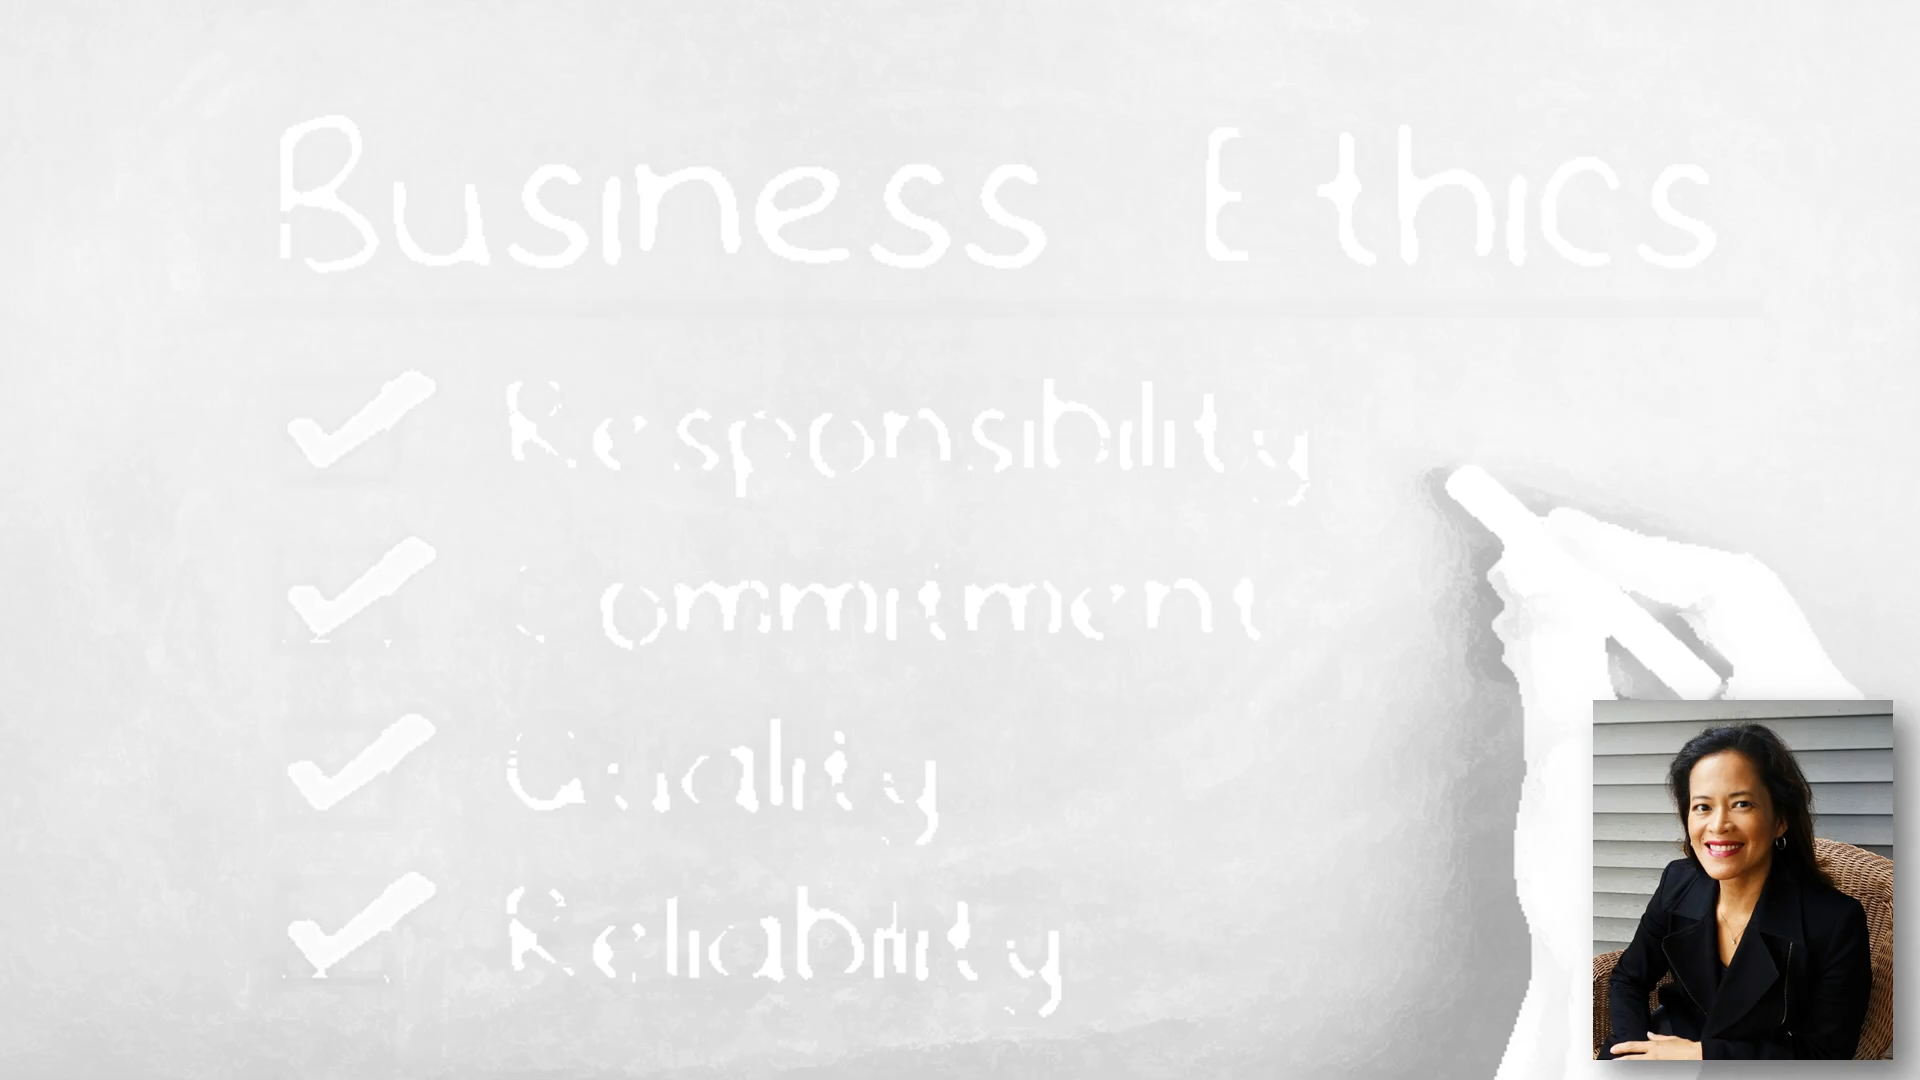 Business Ethics
Responsibility
Commitment
Quality
Reliability